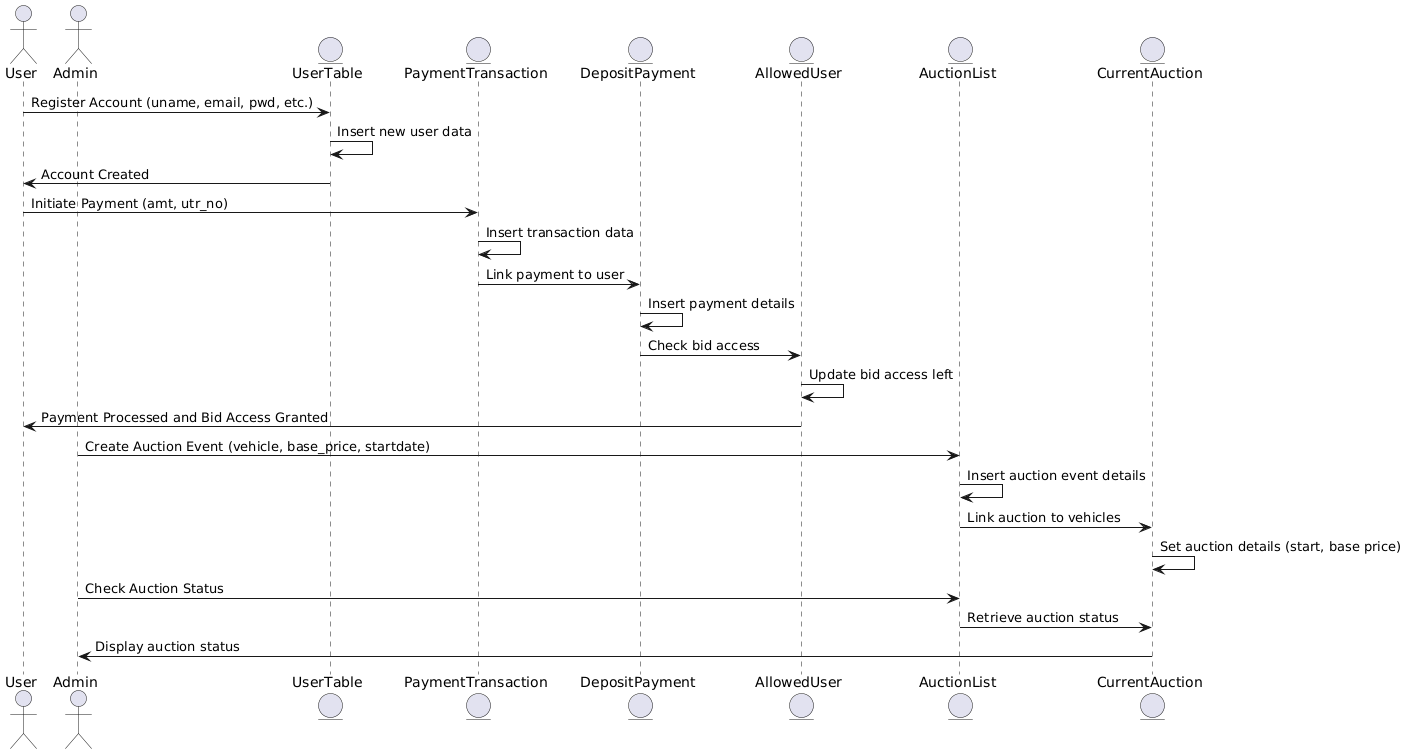 User Admin UserTable PaymentTransaction DepositPayment AllowedUser AuctionList CurrentAuction
Register Account (uname, email, pwd, etc.)
Insert new user data
Account Created
Initiate Payment (amt, utr_no)
Insert transaction data
Link payment to user
Insert payment details
Check bid access
Update bid access left
Payment Processed and Bid Access Granted
Create Auction Event (vehicle, base_price, startdate)
Insert auction event details
Link auction to vehicles
Set auction details (start, base price)
Check Auction Status
Retrieve auction status
Display auction status
User Admin UserTable PaymentTransaction DepositPayment AllowedUser AuctionList CurrentAuction